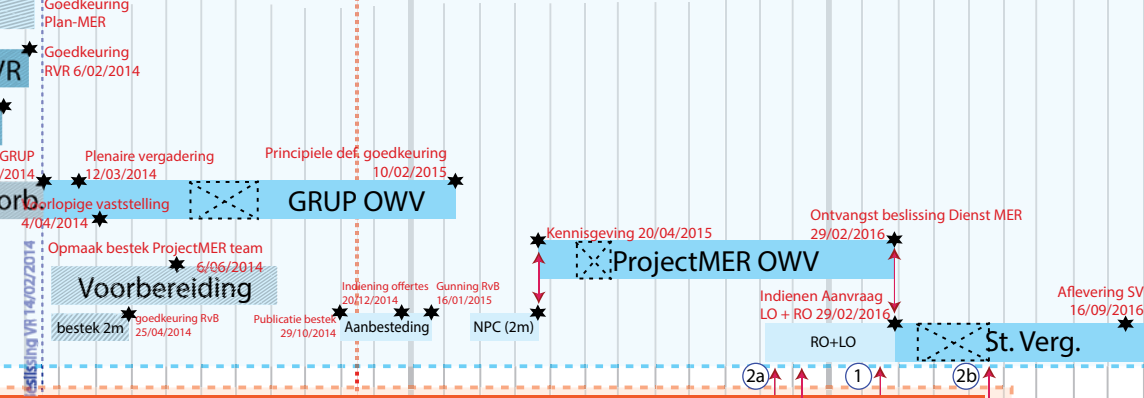 Goedkeuring
Plan-MER
Goedkeuring
RVR 6/02/2014
VR
GRUP
/2014
Plenaire vergadering
12/03/2014
Principiele def. goedkeuring
10/02/2015
orb.
GRUP OWV
Voorlopige vaststelling
4/04/2014
Opmaak bestek ProjectMER team
6/06/2014
Voorbereiding
bestek 2m
goedkeuring RvB
25/04/2014
Publicatie bestek
29/10/2014
Indiening offertes
20/12/2014
Gunning RvB
16/01/2015
Aanbesteding
NPC (2m)
Kennisgeving 20/04/2015
ProjectMER OWV
Ontvangst beslissing Dienst MER
29/02/2016
Indienen Aanvraag
LO + RO 29/02/2016
RO+LO
Aflevering SV
16/09/2016
St. Verg.
eslissing VR 14/02/2014
2a
1
2b